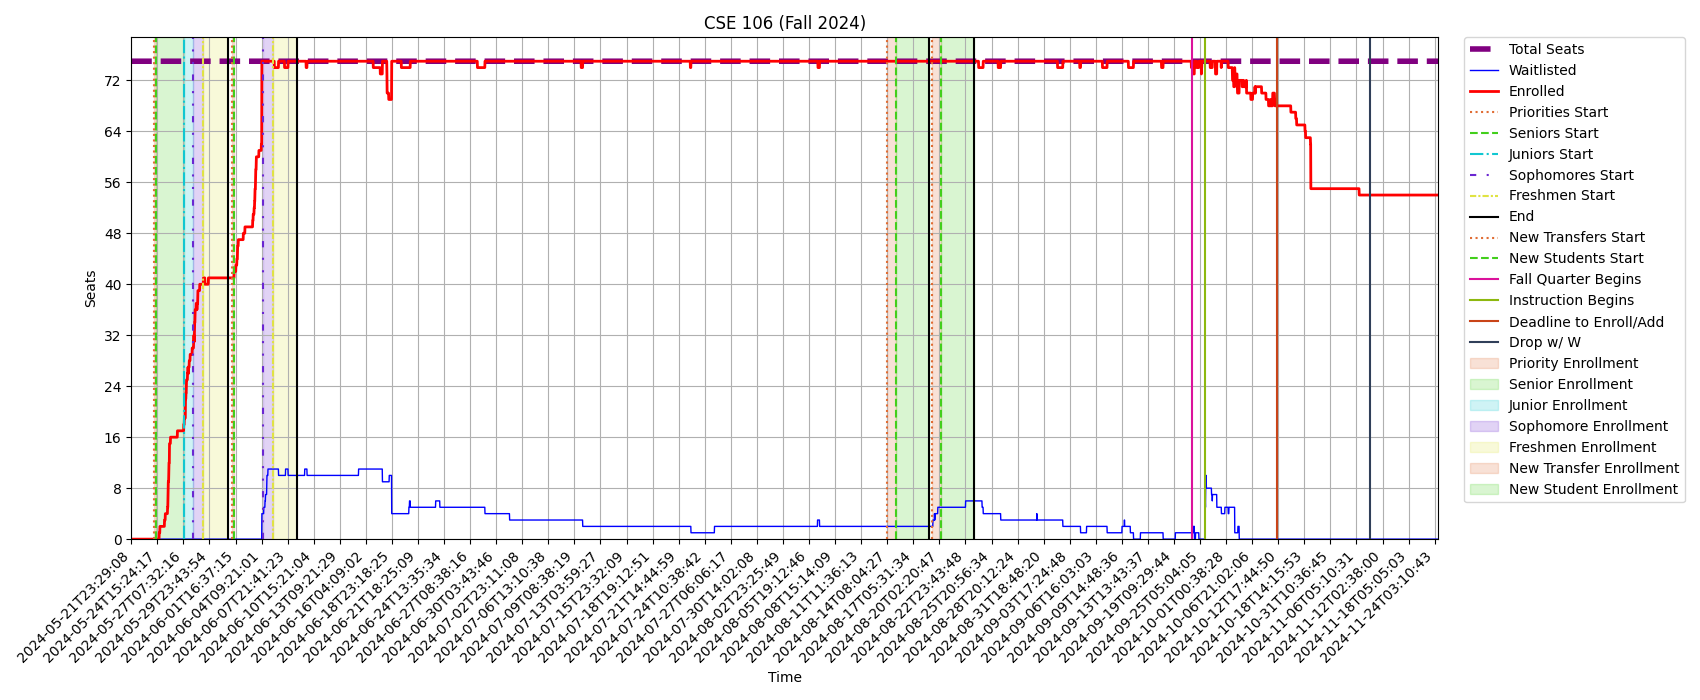 CSE 106 (Fall 2024)
Seats
72
64
56
48
40
32
24
16
8
0
2024-05-21T23:29:08
2024-05-24T15:24:17
2024-05-27T07:32:16
2024-05-29T23:43:54
2024-06-01T16:37:15
2024-06-04T09:21:01
2024-06-07T21:41:23
2024-06-10T15:21:04
2024-06-13T09:21:29
2024-06-16T04:09:02
2024-06-18T23:18:25
2024-06-21T18:25:09
2024-06-24T13:35:34
2024-06-27T08:38:16
2024-06-30T03:43:46
2024-07-02T23:11:08
2024-07-06T13:10:38
2024-07-09T08:38:19
2024-07-13T03:59:27
2024-07-15T23:32:09
2024-07-18T19:12:51
2024-07-21T14:44:59
2024-07-24T10:38:42
2024-07-27T06:06:17
2024-07-30T14:02:08
2024-08-02T23:25:49
2024-08-05T19:12:46
2024-08-08T15:14:09
2024-08-11T11:36:13
2024-08-14T08:04:27
2024-08-17T05:31:34
2024-08-20T02:20:47
2024-08-22T23:43:48
2024-08-25T20:56:34
2024-08-28T20:12:24
2024-08-31T18:48:20
2024-09-03T17:24:48
2024-09-06T16:03:03
2024-09-09T14:48:36
2024-09-13T13:43:37
2024-09-19T09:29:44
2024-09-25T05:04:05
2024-10-01T00:38:28
2024-10-06T21:02:06
2024-10-12T17:44:50
2024-10-18T14:15:53
2024-10-31T10:36:45
2024-11-06T05:10:31
2024-11-12T02:38:00
2024-11-18T05:05:03
2024-11-24T03:10:43
Time
Total Seats
Waitlisted
Enrolled
Priorities Start
Seniors Start
Juniors Start
Sophomores Start
Freshmen Start
End
New Transfers Start
New Students Start
Fall Quarter Begins
Instruction Begins
Deadline to Enroll/Add
Drop w/ W
Priority Enrollment
Senior Enrollment
Junior Enrollment
Sophomore Enrollment
Freshmen Enrollment
New Transfer Enrollment
New Student Enrollment